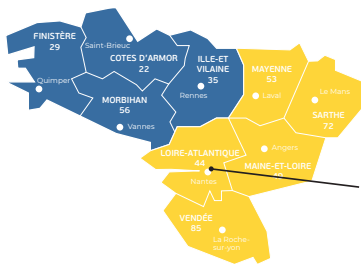 FINISTÈRE
29
Quimper
Saint-Brieuc
COTES D'ARMOR
22
ILLE-ET
VILAINE
35
Rennes
MORBIHAN
56
Vannes
MAYENNE
53
Laval
Le Mans
SARTHE
72
LOIRE-ATLANTIQUE
44
Nantes
Angers
MAINE-ET-LOIRE
VENDÉE
85
La Roche-
sur-yon